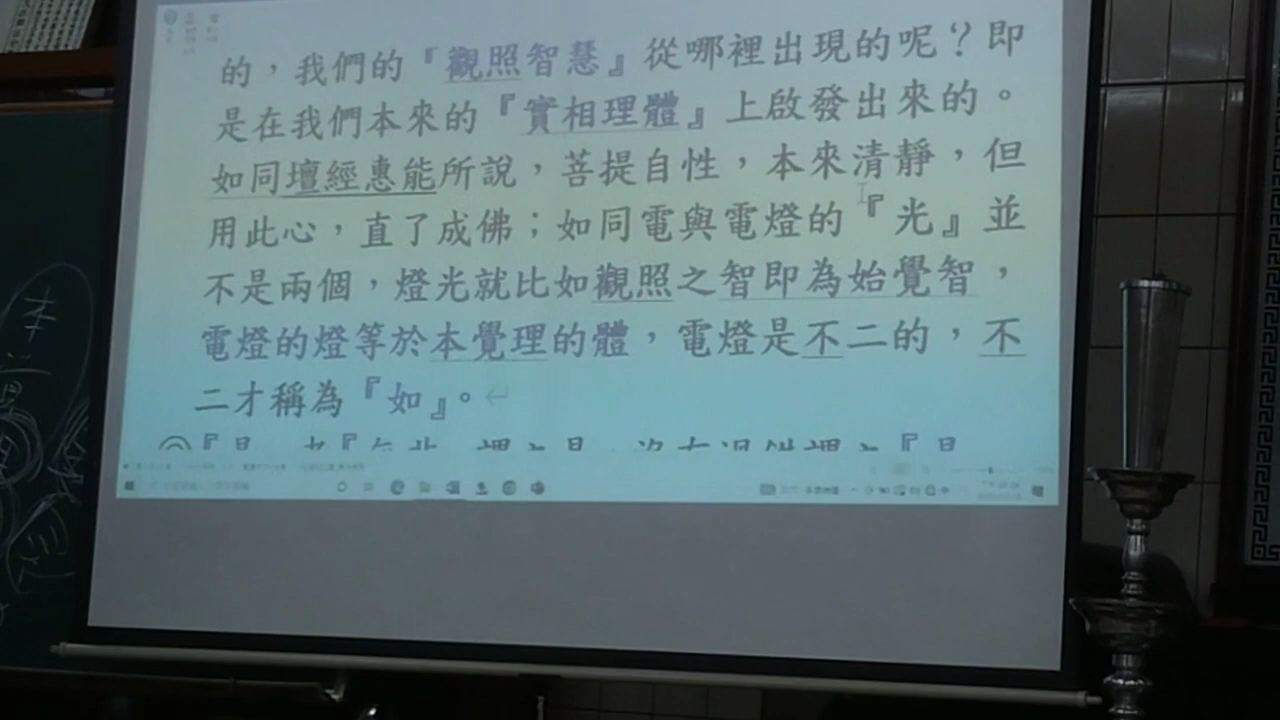 的，我們的『觀照智慧』從哪裡出現的呢？即
是在我們本來的『實相理體』上啟發出來的。
如同壇經惠能所說，菩提自性，本來清靜，但
用此心，直了成佛；如同電與電燈的『光』並
不是兩個，燈光就比如觀照之智即為始覺智，
電燈的燈等於本覺理的體，電燈是不二的，不
二才稱為『如』。